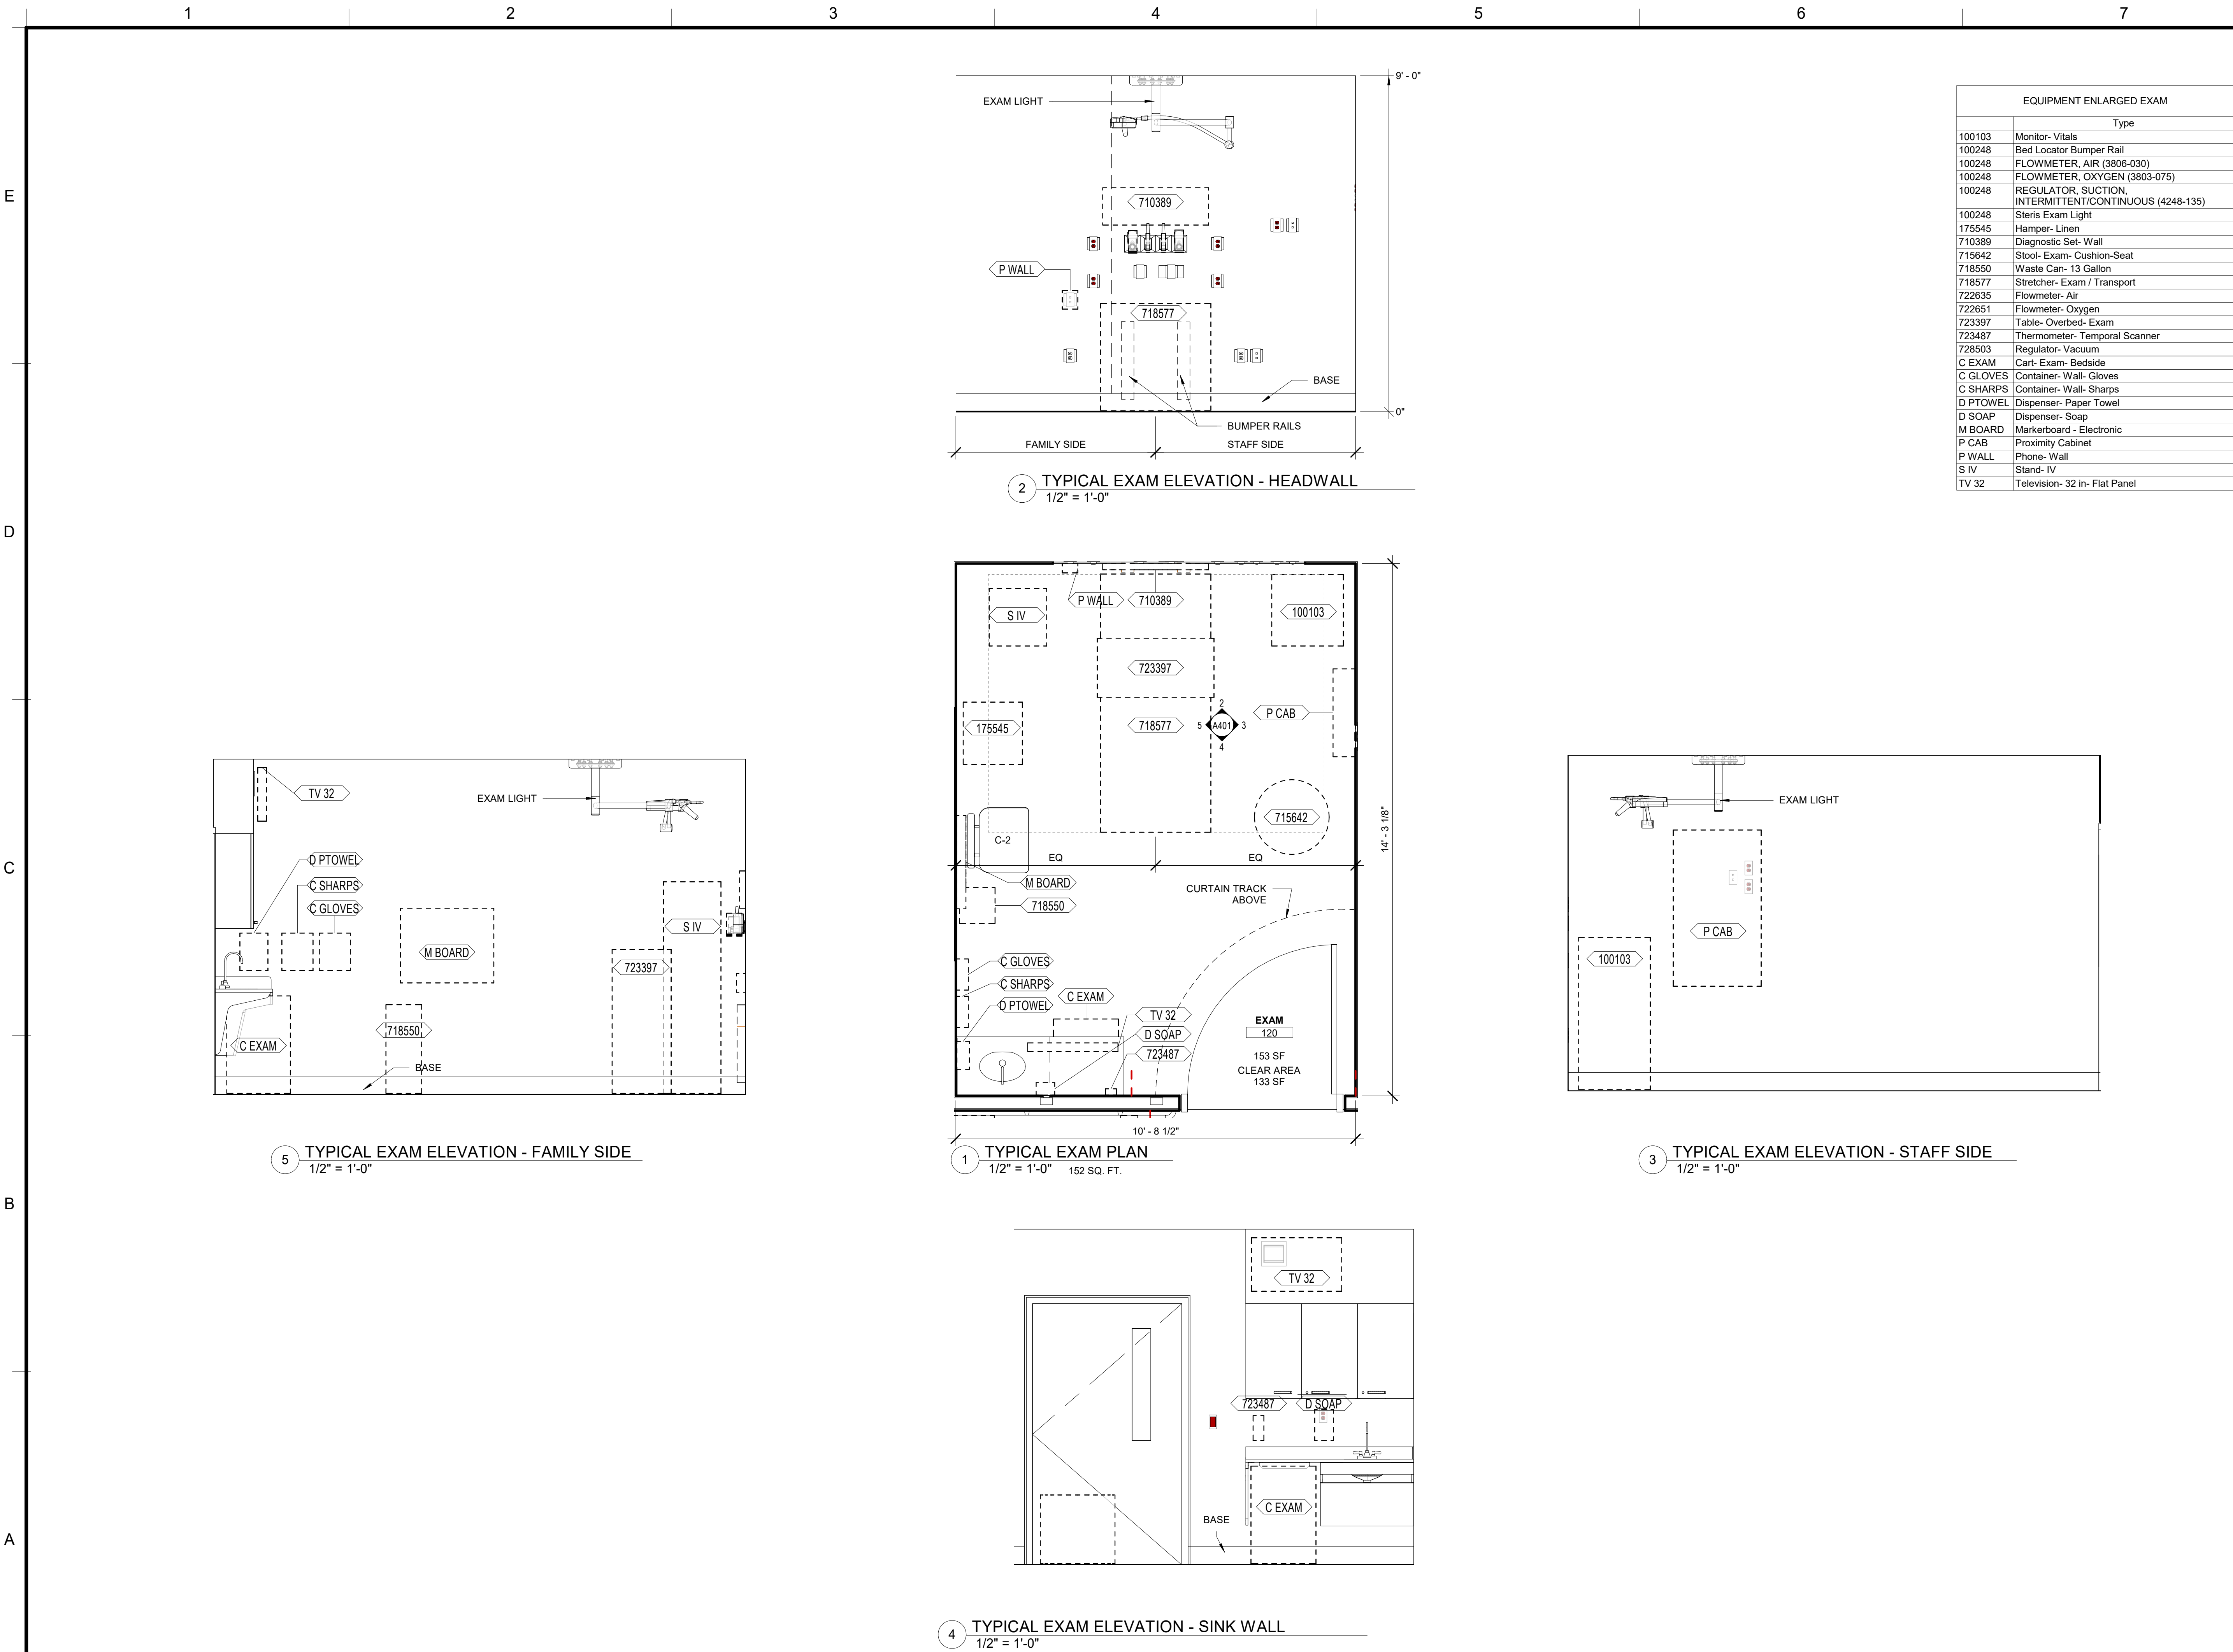 1 2 3 4 5 6 7
E
D
C
B
A
9' - 0"
EXAM LIGHT
710389
P WALL
718577
BASE
0"
BUMPER RAILS
FAMILY SIDE STAFF SIDE
2 TYPICAL EXAM ELEVATION - HEADWALL
1/2" = 1'-0"
EQUIPMENT ENLARGED EXAM
Type
100103 Monitor- Vitals
100248 Bed Locator Bumper Rail
100248 FLOWMETER, AIR (3806-030)
100248 FLOWMETER, OXYGEN (3803-075)
100248 REGULATOR, SUCTION,
INTERMITTENT/CONTINUOUS (4248-135)
100248 Steris Exam Light
175545 Hamper- Linen
710389 Diagnostic Set- Wall
715642 Stool- Exam- Cushion-Seat
718550 Waste Can- 13 Gallon
718577 Stretcher- Exam / Transport
722635 Flowmeter- Air
722651 Flowmeter- Oxygen
723397 Table- Overbed- Exam
723487 Thermometer- Temporal Scanner
728503 Regulator- Vacuum
C EXAM Cart- Exam- Bedside
C GLOVES Container- Wall- Gloves
C SHARPS Container- Wall- Sharps
D PTOWEL Dispenser- Paper Towel
D SOAP Dispenser- Soap
M BOARD Markerboard - Electronic
P CAB Proximity Cabinet
P WALL Phone- Wall
S IV Stand- IV
TV 32 Television- 32 in- Flat Panel
P WALL 710389
S IV
100103
723397
2
5 A401 3
4
P CAB
175545
718577
715642
C-2
14' - 3 1/8"
EQ EQ
M BOARD
CURTAIN TRACK
ABOVE
718550
C GLOVES
C SHARPS
C EXAM
D PTOWEL
TV 32
D SOAP
723487
EXAM
120
153 SF
CLEAR AREA
133 SF
10' - 8 1/2"
1 TYPICAL EXAM PLAN
1/2" = 1'-0" 152 SQ. FT.
TV 32
EXAM LIGHT
D PTOWEL
C SHARPS
C GLOVES
S IV
M BOARD
723397
718550
C EXAM
BASE
5 TYPICAL EXAM ELEVATION - FAMILY SIDE
1/2" = 1'-0"
EXAM LIGHT
P CAB
100103
3 TYPICAL EXAM ELEVATION - STAFF SIDE
1/2" = 1'-0"
TV 32
723487 D SOAP
C EXAM
BASE
4 TYPICAL EXAM ELEVATION - SINK WALL
1/2" = 1'-0"